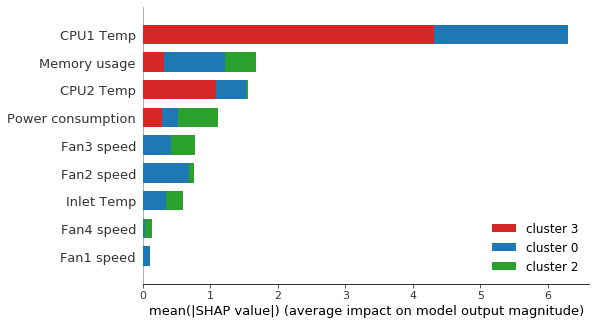 CPU1 Temp
Memory usage
CPU2 Temp
Power consumption
Fan3 speed
Fan2 speed
Inlet Temp
Fan4 speed
Fan1 speed
cluster 3
cluster 0
cluster 2
0 1 2 3 4 5 6
mean(|SHAP value|) (average impact on model output magnitude)